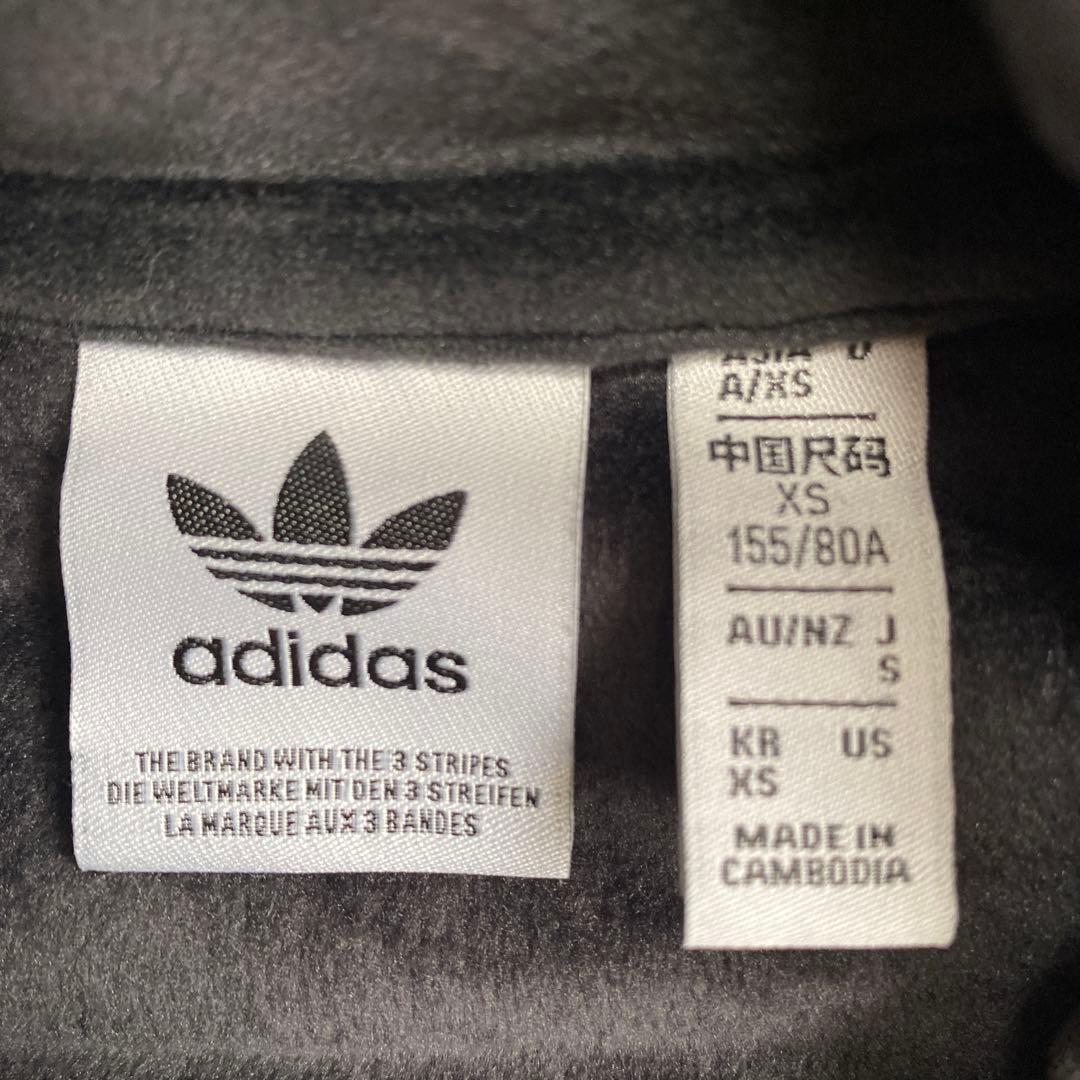 adidas
THE BRAND WITH THE 3 STRIPES
DIE WELTMARKE MIT DEN 3 STREIFEN
LA MARQUE AUX 3 BANDES
A/XS
中国尺码
XS
155/80A
AU/NZ J
S
KR US
XS
MADE IN
CAMBODIA